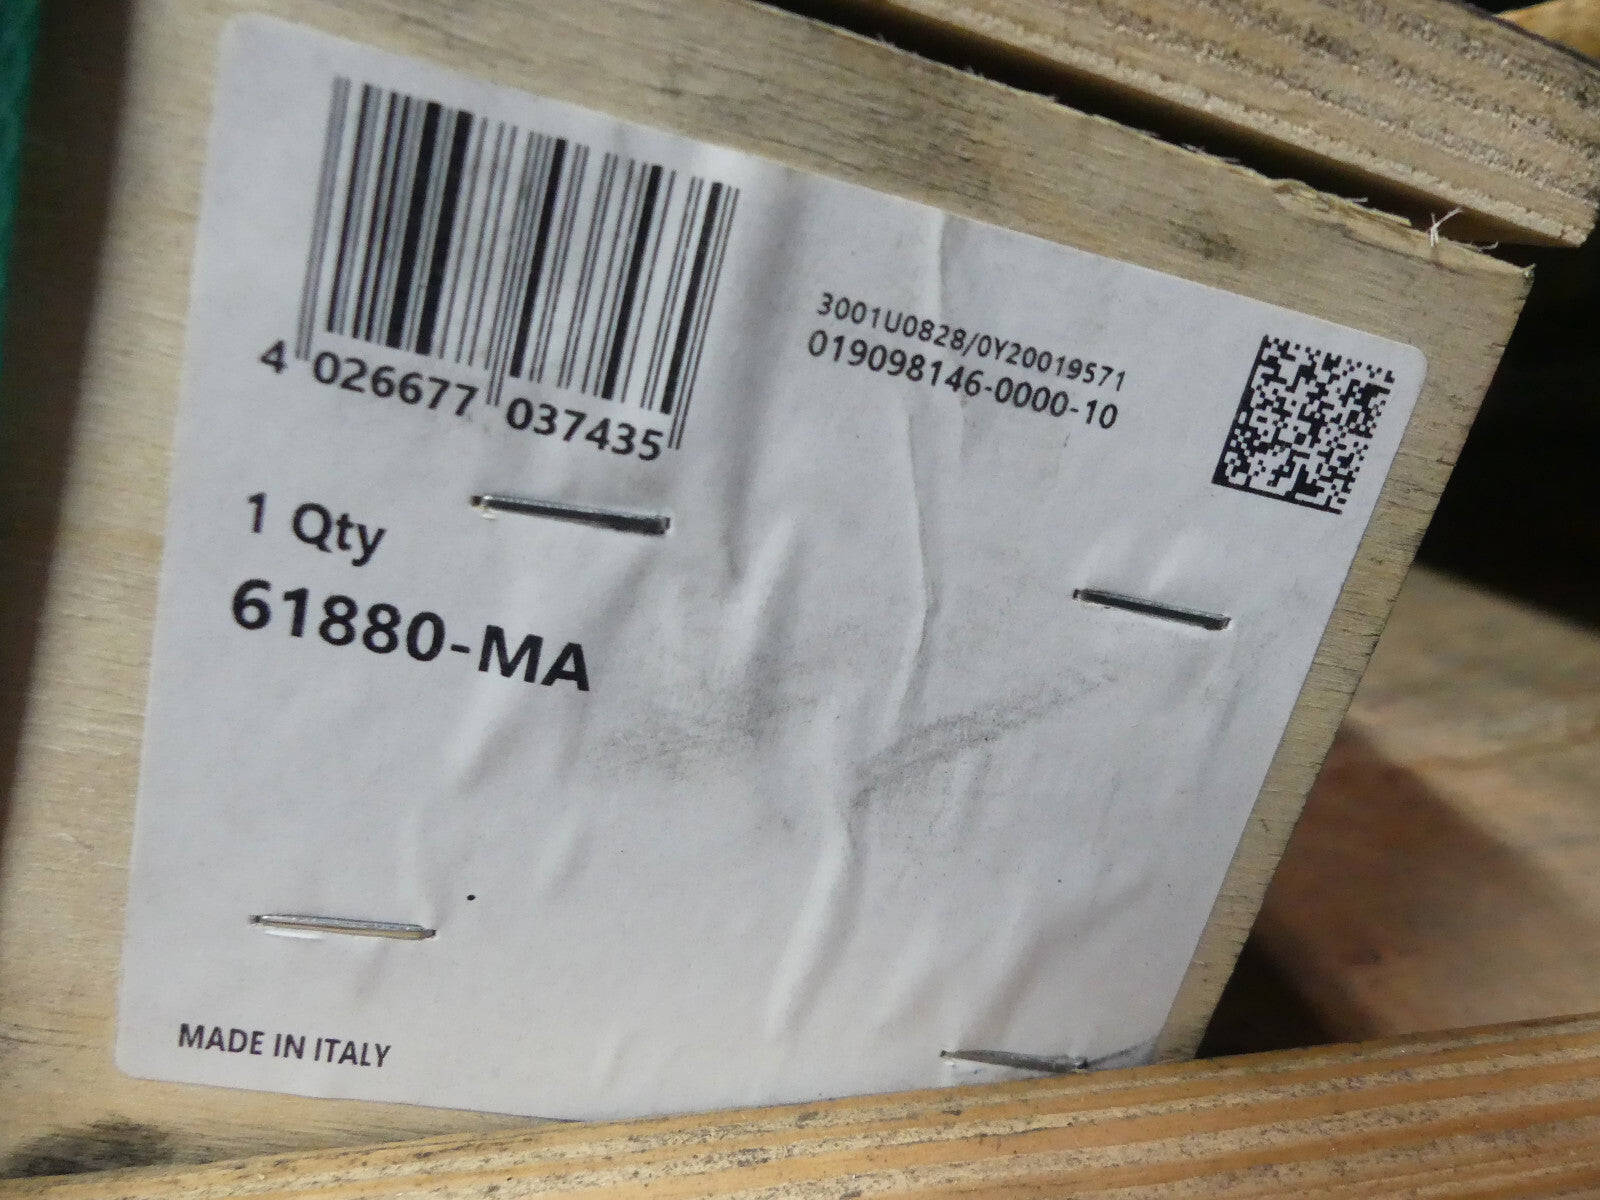 4 026677 037435
3001U0828/0Y20019571
019098146-0000-10
1 Qty
61880-MA
MADE IN ITALY